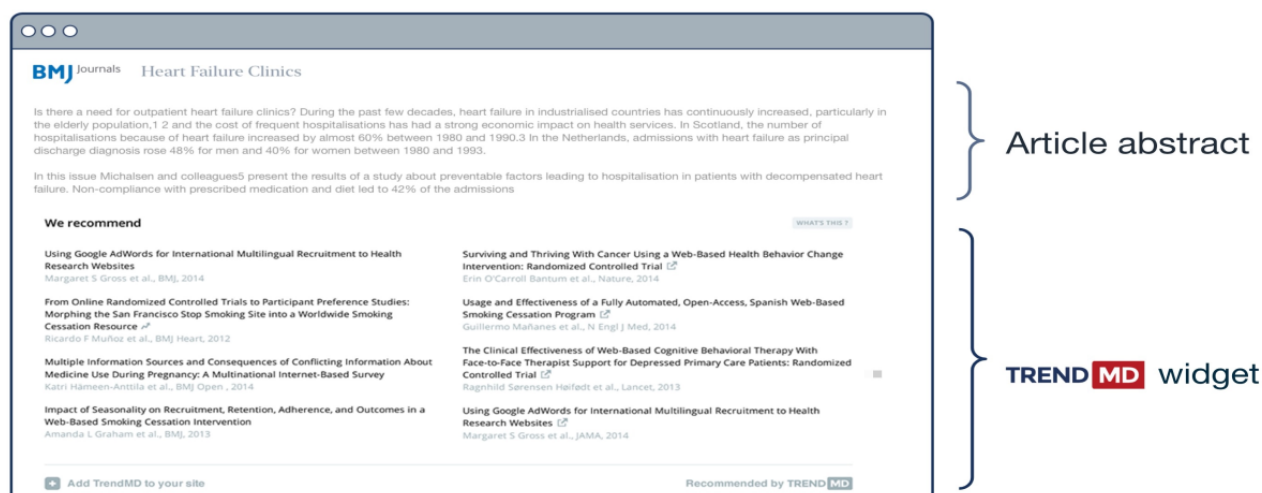 BMJ Journals Heart Failure Clinics
Is there a need for outpatient heart failure clinics? During the past few decades, heart failure in industrialised countries has continuously increased, particularly in
the elderly population,1 2 and the cost of frequent hospitalisations has had a strong economic impact on health services. In Scotland, the number of
hospitalisations because of heart failure increased by almost 60% between 1980 and 1990.3 In the Netherlands, admissions with heart failure as principal
discharge diagnosis rose 48% for men and 40% for women between 1980 and 1993.
In this issue Michalsen and colleagues5 present the results of a study about preventable factors leading to hospitalisation in patients with decompensated heart
failure. Non-compliance with prescribed medication and diet led to 42% of the admissions
Article abstract
We recommend
WHAT'S THIS ?
Using Google AdWords for International Multilingual Recruitment to Health
Research Websites
Margaret S Gross et al., BMJ, 2014
From Online Randomized Controlled Trials to Participant Preference Studies:
Morphing the San Francisco Stop Smoking Site into a Worldwide Smoking
Cessation Resource
Ricardo F Muñoz et al., BMJ Heart, 2012
Multiple Information Sources and Consequences of Conflicting Information About
Medicine Use During Pregnancy: A Multinational Internet-Based Survey
Katri Hämeen-Anttila et al., BMJ Open , 2014
Impact of Seasonality on Recruitment, Retention, Adherence, and Outcomes in a
Web-Based Smoking Cessation Intervention
Amanda L Graham et al., BMJ, 2013
Surviving and Thriving With Cancer Using a Web-Based Health Behavior Change
Intervention: Randomized Controlled Trial
Erin O'Carroll Bantum et al., Nature, 2014
Usage and Effectiveness of a Fully Automated, Open-Access, Spanish Web-Based
Smoking Cessation Program
Guillermo Mañanes et al., N Engl J Med, 2014
The Clinical Effectiveness of Web-Based Cognitive Behavioral Therapy With
Face-to-Face Therapist Support for Depressed Primary Care Patients: Randomized
Controlled Trial
Ragnhild Sørensen Høifødt et al., Lancet, 2013
Using Google AdWords for International Multilingual Recruitment to Health
Research Websites
Margaret S Gross et al., JAMA, 2014
TREND MD widget
Add TrendMD to your site
Recommended by TREND MD